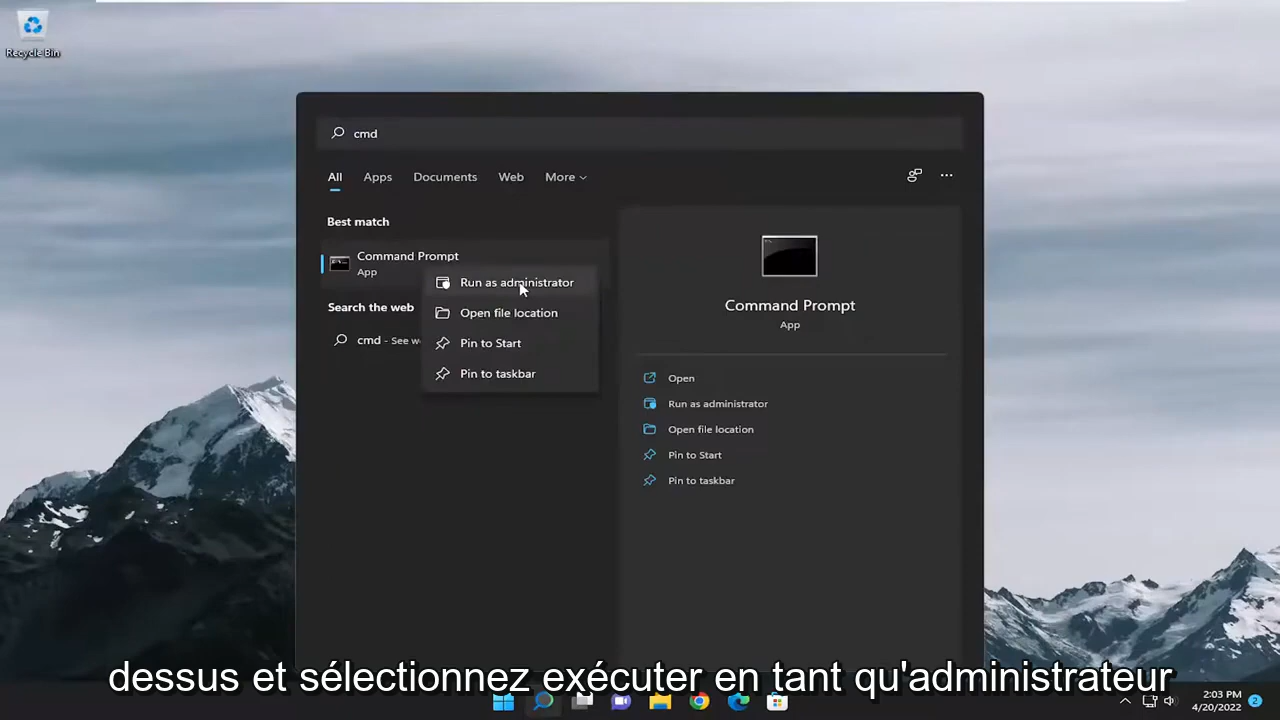 Recycle Bin
cmd
All Apps Documents Web More
Best match
Command Prompt
App
Search the web
cmd - See
Run as administrator
Open file location
Pin to Start
Pin to taskbar
Command Prompt
App
Open
Run as administrator
Open file location
Pin to Start
Pin to taskbar
dessus et sélectionnez exécuter en tant qu'administrateur
2:03 PM
4/20/2022
2